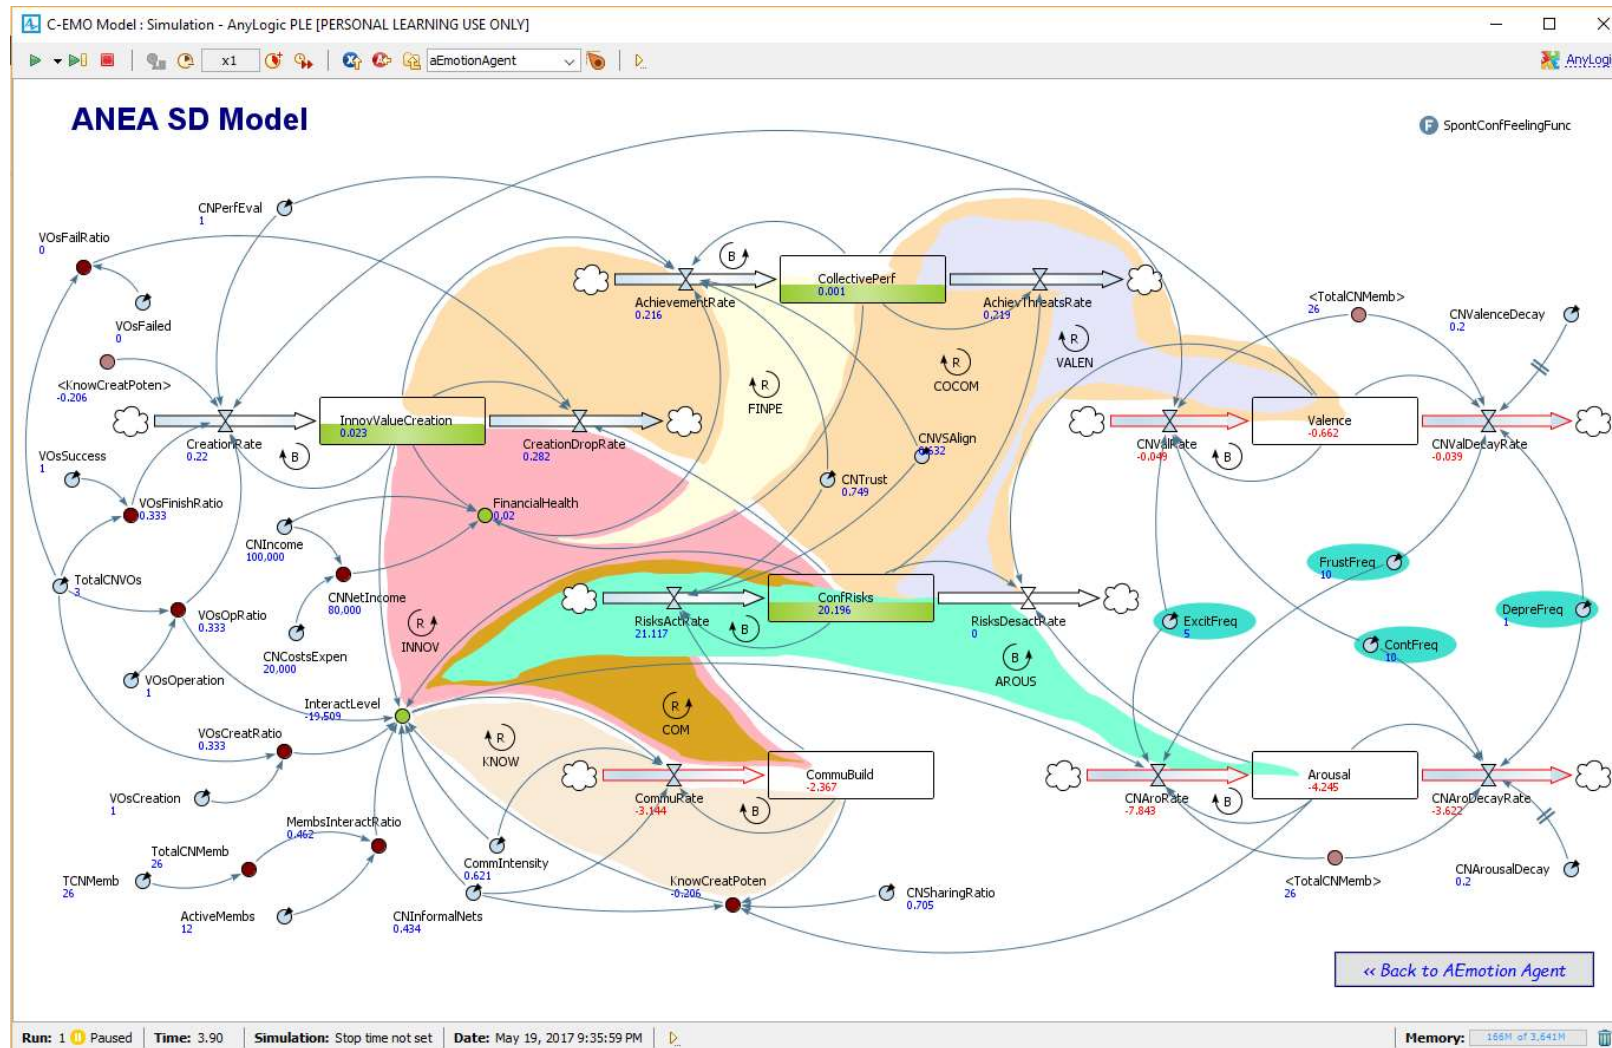 C-EMO Model : Simulation - AnyLogic PLE [PERSONAL LEARNING USE ONLY]
x1
aEmotionAgent
AnyLogi
ANEA SD Model
F SpontConfFeelingFunc
CNPerfEval
1
VOsFailRatio
0
VOsFailed
0
<KnowCreatPoten>
-0.206
CreationRate
0.22
B
InnovValueCreation
0.023
CreationDropRate
0.282
AchievementRate
0.216
B
CollectivePerf
0.001
AchievThreatsRate
0.219
R
VALEN
R
COCOM
R
FINPE
<TotalCNMemb>
26
CNValenceDecay
0.2
CNValRate
-0.049
B
Valence
-0.662
CNValDecayRate
-0.039
VOsSuccess
1
VOsFinishRatio
0.333
CNVSAlign
0.632
CNTrust
0.749
FinancialHealth
0.02
CNIncome
100,000
CNNetIncome
80,000
CNCostsExpen
20,000
TotalCNVOs
3
VOsOpRatio
0.333
VOsOperation
1
R
INNOV
RisksActRate
21.117
B
ConfRisks
20.196
RisksDesactRate
0
B
AROUS
FrustFreq
10
ExcitFreq
5
DepreFreq
1
ContFreq
10
InteractLevel
-19.509
R
COM
R
KNOW
VOsCreatRatio
0.333
VOsCreation
1
CommuRate
-3.144
B
CommuBuild
-2.367
CNAroRate
-7.843
B
Arousal
-4.245
CNAroDecayRate
-3.622
MembsInteractRatio
0.462
TotalCNMemb
26
TCNMemb
26
ActiveMembs
12
CommIntensity
0.621
CNInformalNets
0.434
KnowCreatPoten
-0.206
CNSharingRatio
0.705
<TotalCNMemb>
26
CNArousalDecay
0.2
<< Back to AEmotion Agent
Run: 1 Paused Time: 3.90 Simulation: Stop time not set Date: May 19, 2017 9:35:59 PM Memory: 166M of 3,641M